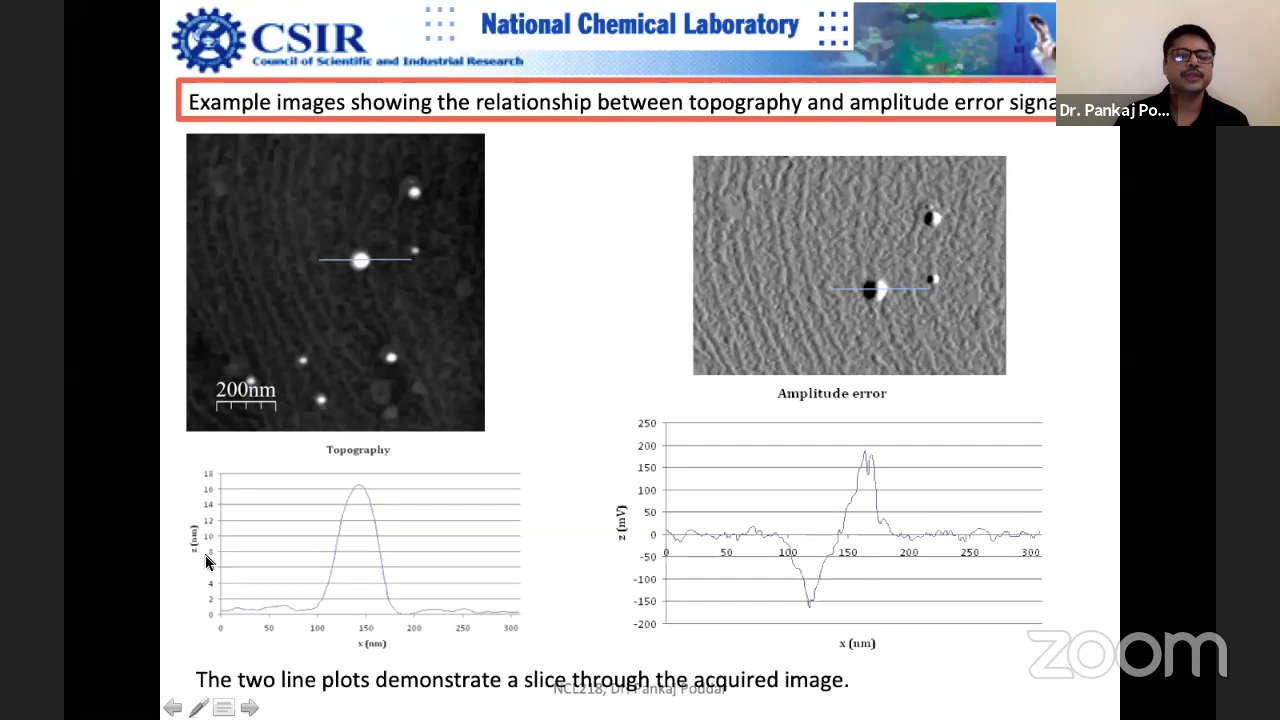 CSIR
Council of Scientific and Industrial Research
National Chemical Laboratory
Example images showing the relationship between topography and amplitude error signa
Dr. Pankaj Po...
200nm
Topography
18
16
14
12
10
8
4
2
0
z (nm)
0 50 100 150 200 250 300
x (nm)
Amplitude error
250
200
150
100
50
0
-50
-100
-150
-200
z (mV)
0 50 100 150 200 250 300
x (nm)
The two line plots demonstrate a slice through the acquired image.
NCL218, Dr. Pankaj Poddar
zoom